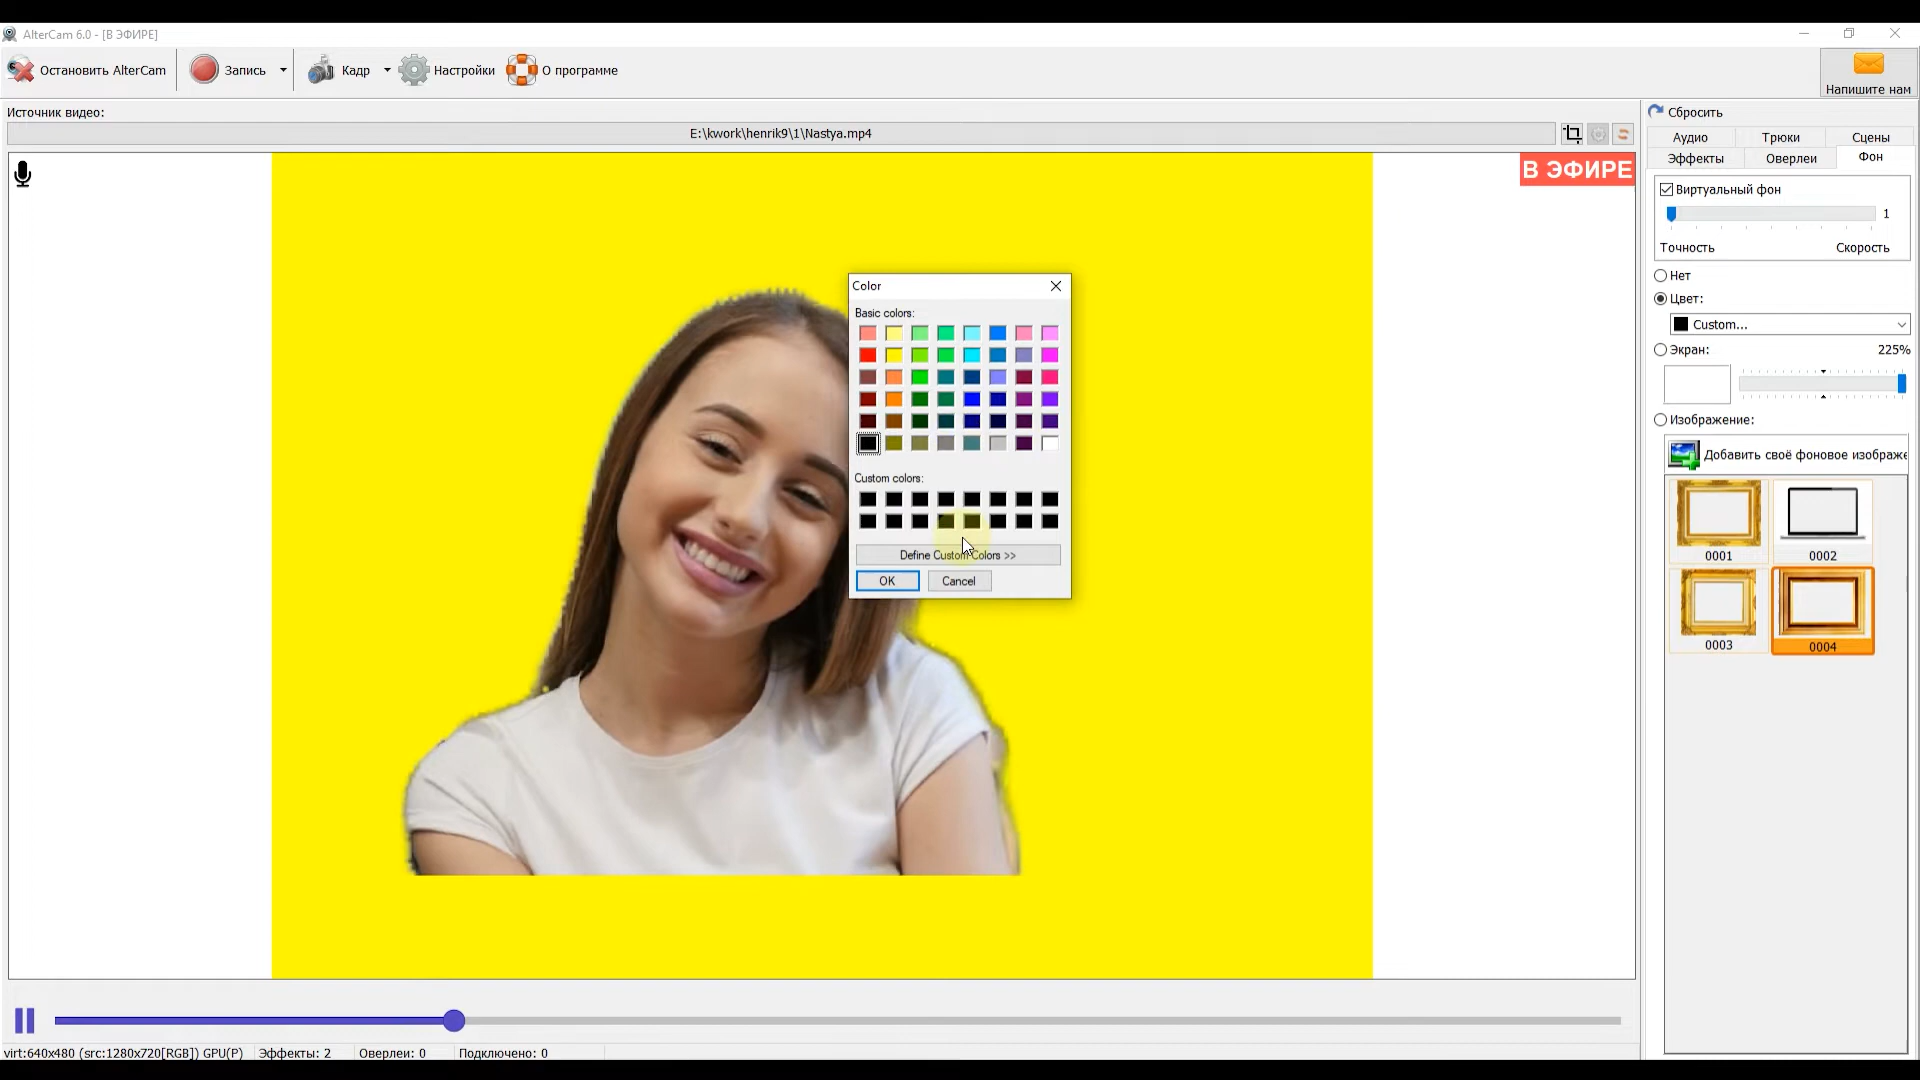 AlterCam 6.0 - [В ЭФИРЕ]
Остановить AlterCam
Запись
Кадр
Настройки
О программе
Напишите нам
Источник видео:
E:\kwork\henrik9\1\Nastya.mp4
В ЭФИРЕ
Color
Basic colors:
Custom colors:
Define Custom Colors >>
OK
Cancel
Сбросить
Аудио
Трюки
Сцены
Эффекты
Оверлеи
Фон
Виртуальный фон
1
Точность
Скорость
Нет
Цвет:
Custom...
Экран:
225%
Изображение:
Добавить своё фоновое изображе
0001
0002
0003
0004
virt:640x480 (src:1280x720[RGB]) GPU(P)
Эффекты: 2
Оверлеи: 0
Подключено: 0